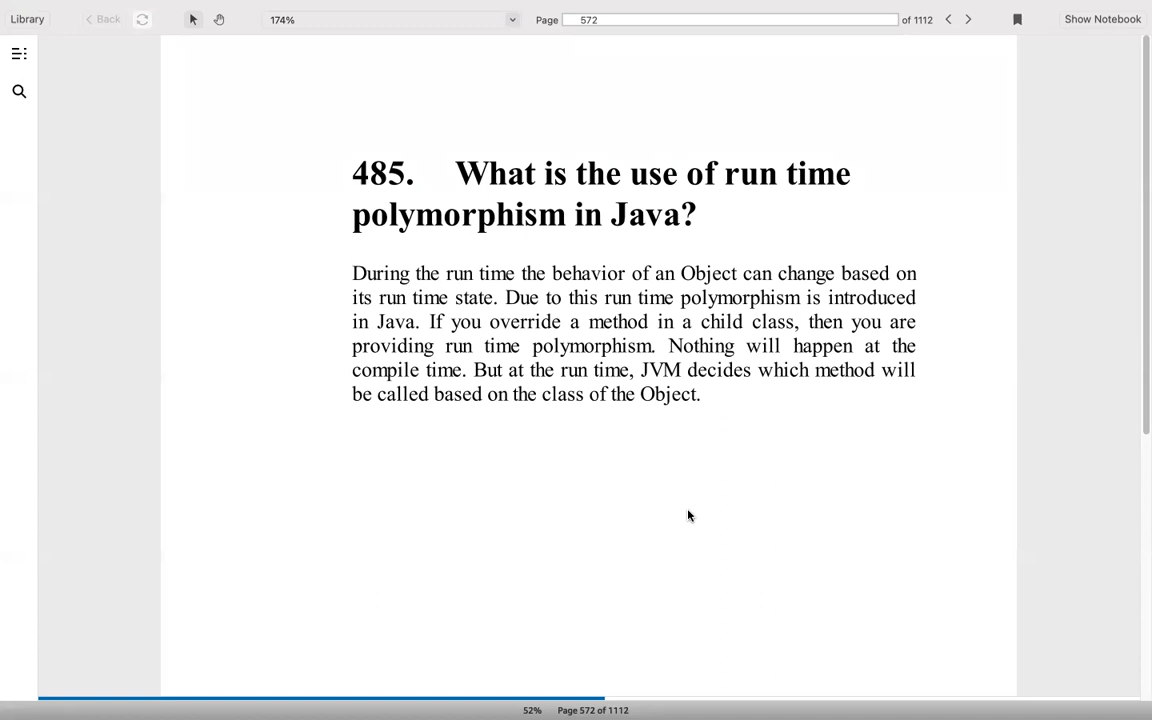 Library
Back
174%
Page
572
of 1112
Show Notebook
485. What is the use of run time
polymorphism in Java?
During the run time the behavior of an Object can change based on
its run time state. Due to this run time polymorphism is introduced
in Java. If you override a method in a child class, then you are
providing run time polymorphism. Nothing will happen at the
compile time. But at the run time, JVM decides which method will
be called based on the class of the Object.
52% Page 572 of 1112